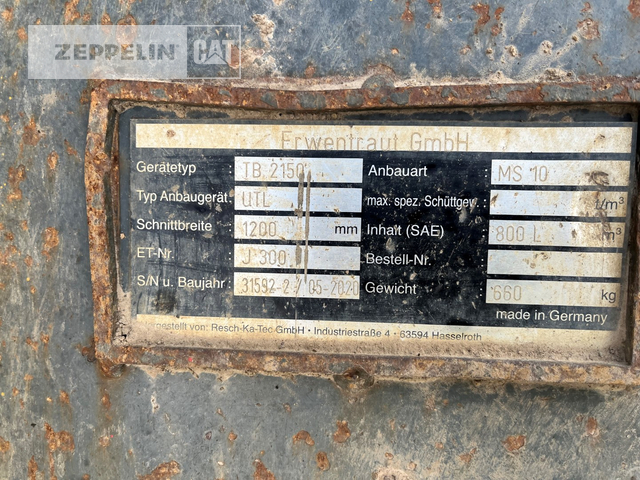 ZEPPELIN CAT
Erwentraut GmbH
Gerätetyp : TB 2150 Anbauart : MS 10
Typ Anbaugerät: UTL max. spez. Schüttgew. : t/m³
Schnittbreite : 1200 mm Inhalt (SAE) : 800 L m³
ET-Nr. : J 300 Bestell-Nr. :
S/N u. Baujahr: 31592-2 / 05-2020 Gewicht : 660 kg
made in Germany
gestellt von: Resch-Ka-Tec GmbH • Industriestraße 4 • 63594 Hasselroth